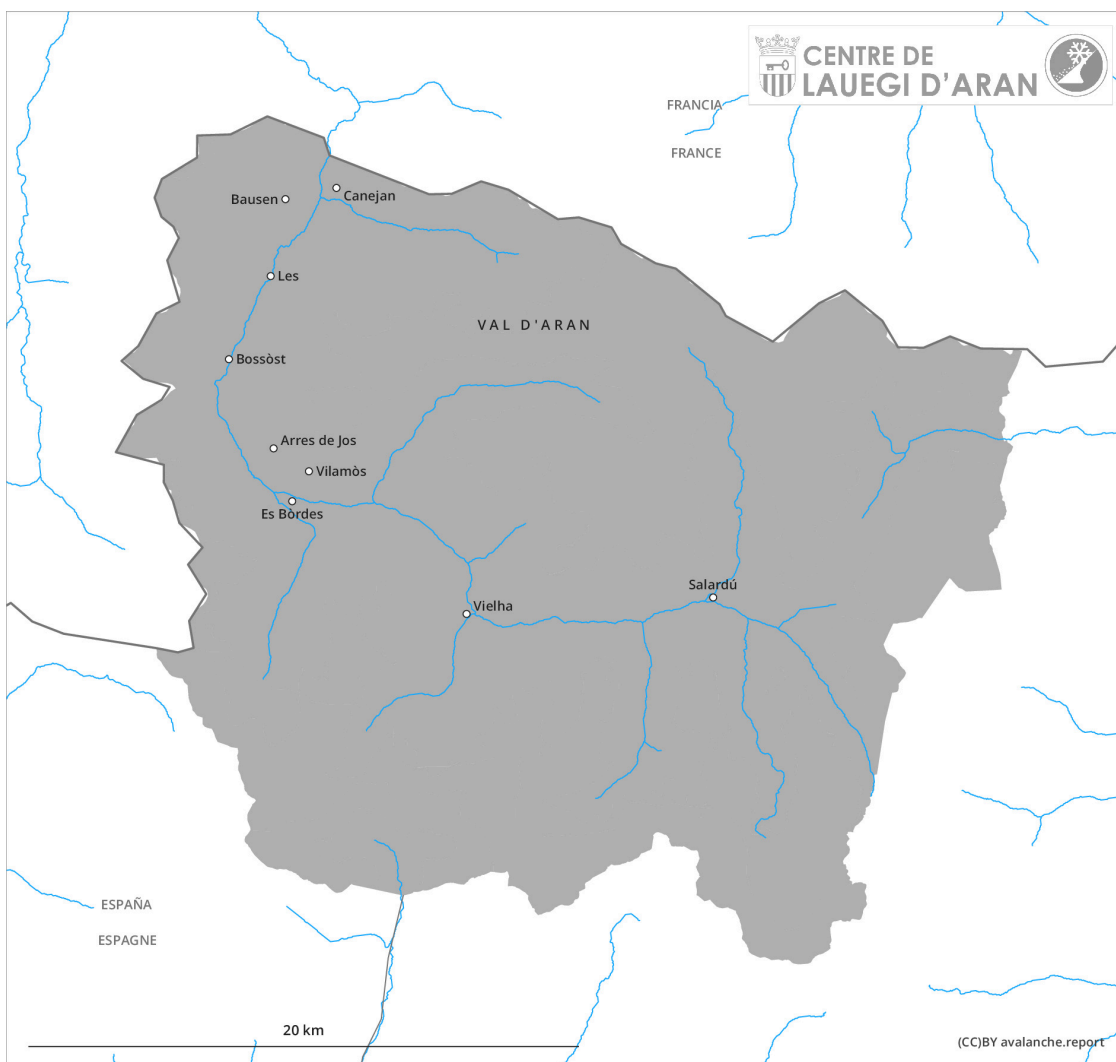 CENTRE DE
LAUEGI D'ARAN
FRANCIA
FRANCE
Canejan
Bausen
Les
VAL D'ARAN
Bossòst
Arres de Jos
Vilamòs
Es Bòrdes
Salardú
Vielha
ESPAÑA
ESPAGNE
20 km
(CC)BY avalanche.report